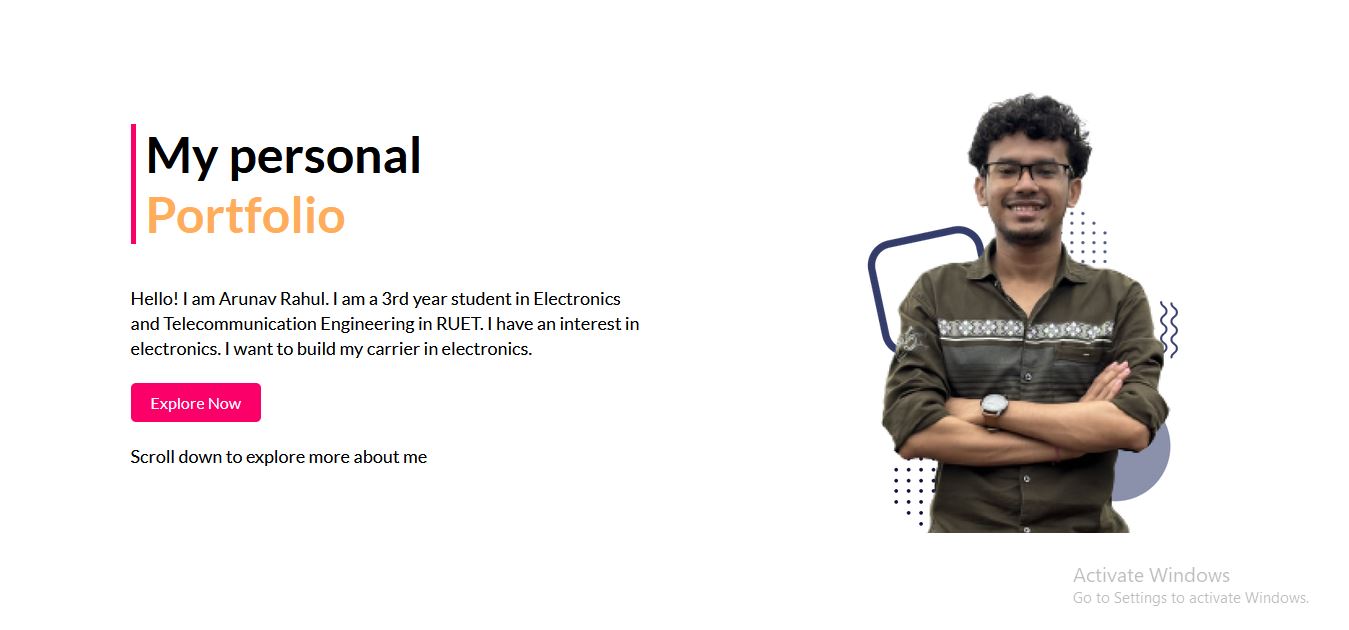 My personal
Portfolio
Hello! I am Arunav Rahul. I am a 3rd year student in Electronics
and Telecommunication Engineering in RUET. I have an interest in
electronics. I want to build my carrier in electronics.
Explore Now
Scroll down to explore more about me
Activate Windows
Go to Settings to activate Windows.